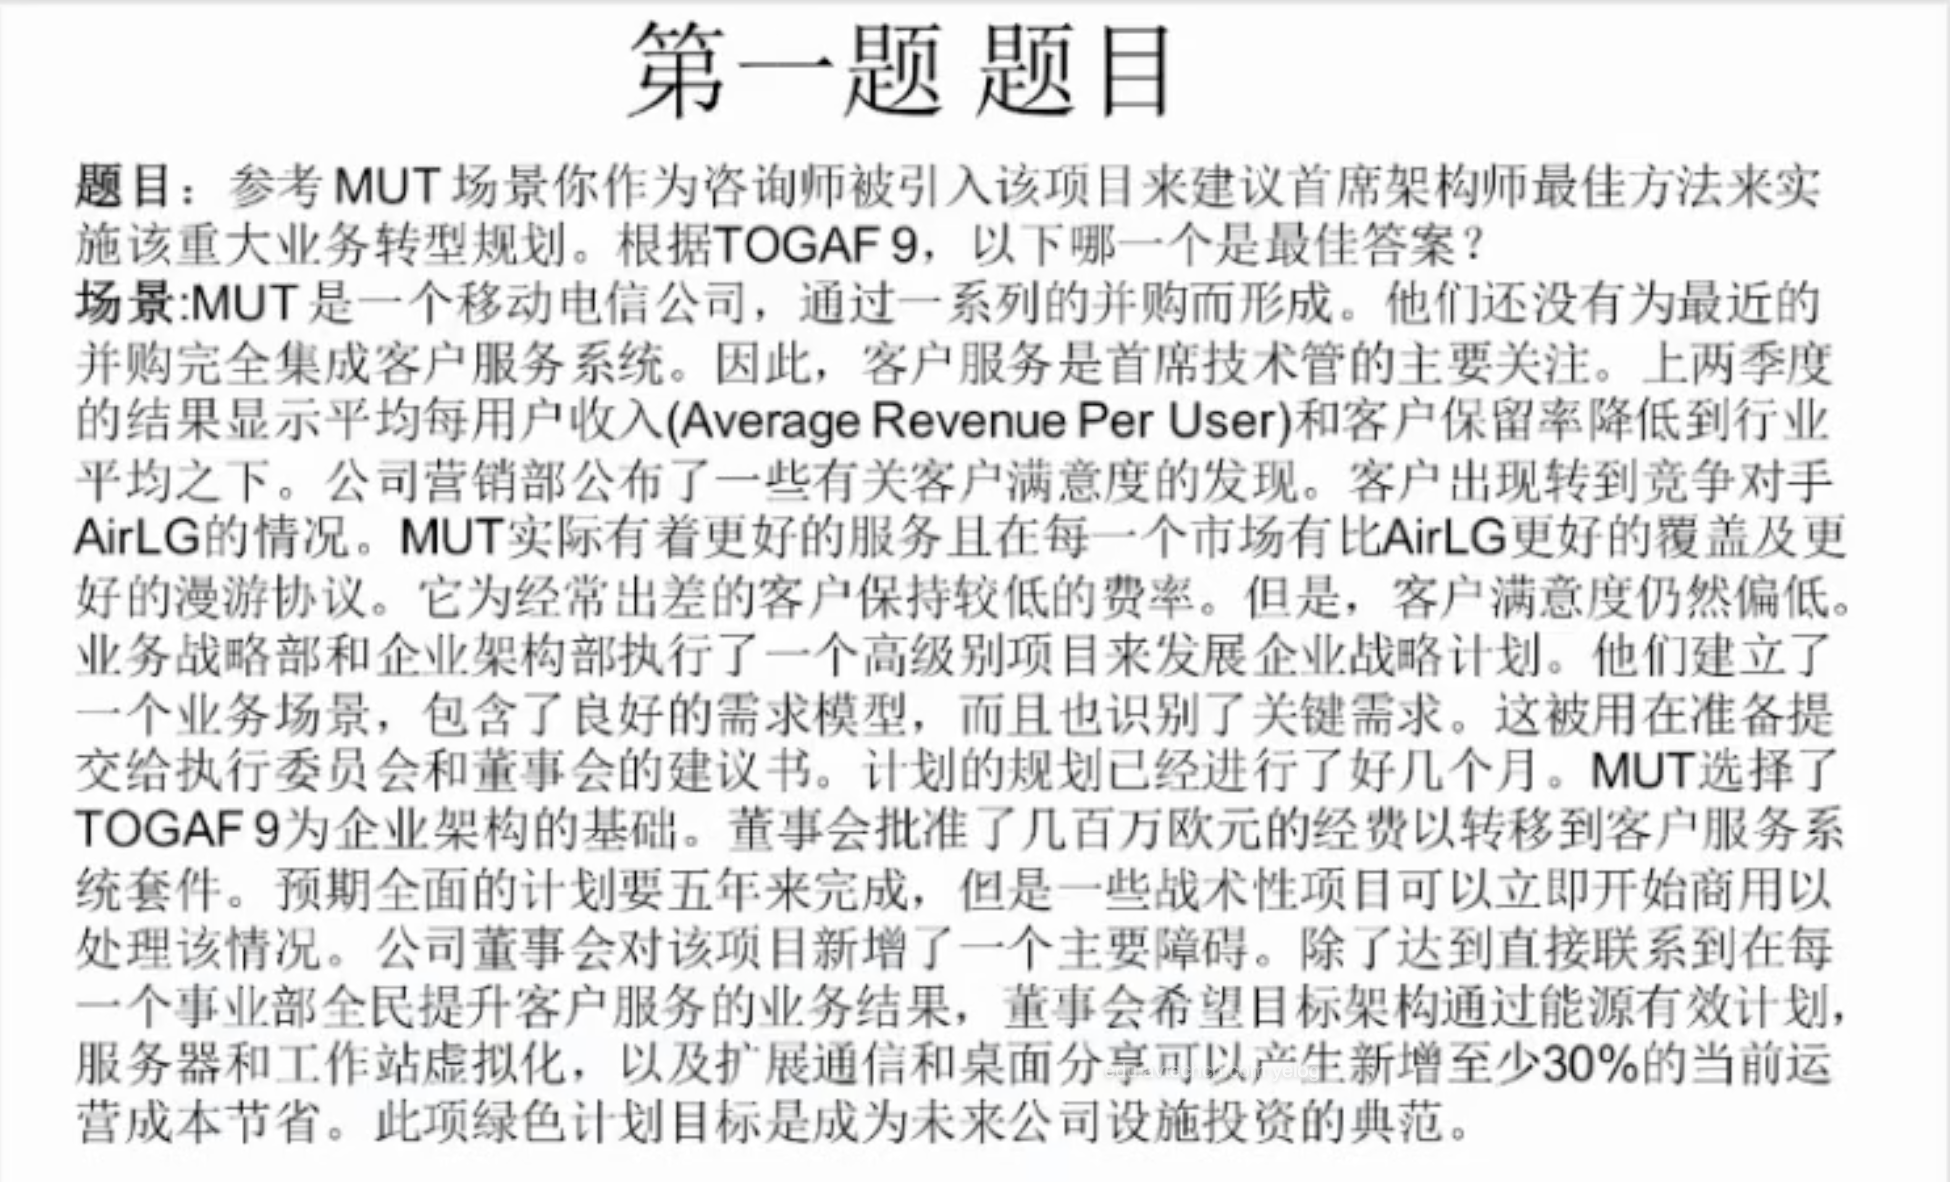 第一题 题目
题目：参考 MUT 场景你作为咨询师被引入该项目来建议首席架构师最佳方法来实
施该重大业务转型规划。根据TOGAF 9，以下哪一个是最佳答案？
场景:MUT 是一个移动电信公司，通过一系列的并购而形成。他们还没有为最近的
并购完全集成客户服务系统。因此，客户服务是首席技术管的主要关注。上两季度
的结果显示平均每用户收入(Average Revenue Per User)和客户保留率降低到行业
平均之下。公司营销部公布了一些有关客户满意度的发现。客户出现转到竞争对手
AirLG的情况。MUT实际有着更好的服务且在每一个市场有比AirLG更好的覆盖及更
好的漫游协议。它为经常出差的客户保持较低的费率。但是，客户满意度仍然偏低。
业务战略部和企业架构部执行了一个高级别项目来发展企业战略计划。他们建立了
一个业务场景，包含了良好的需求模型，而且也识别了关键需求。这被用在准备提
交给执行委员会和董事会的建议书。计划的规划已经进行了好几个月。MUT选择了
TOGAF 9为企业架构的基础。董事会批准了几百万欧元的经费以转移到客户服务系
统套件。预期全面的计划要五年来完成，但是一些战术性项目可以立即开始商用以
处理该情况。公司董事会对该项目新增了一个主要障碍。除了达到直接联系到在每
一个事业部全民提升客户服务的业务结果，董事会希望目标架构通过能源有效计划，
服务器和工作站虚拟化，以及扩展通信和桌面分享可以产生新增至少30%的当前运
营成本节省。此项绿色计划目标是成为未来公司设施投资的典范。